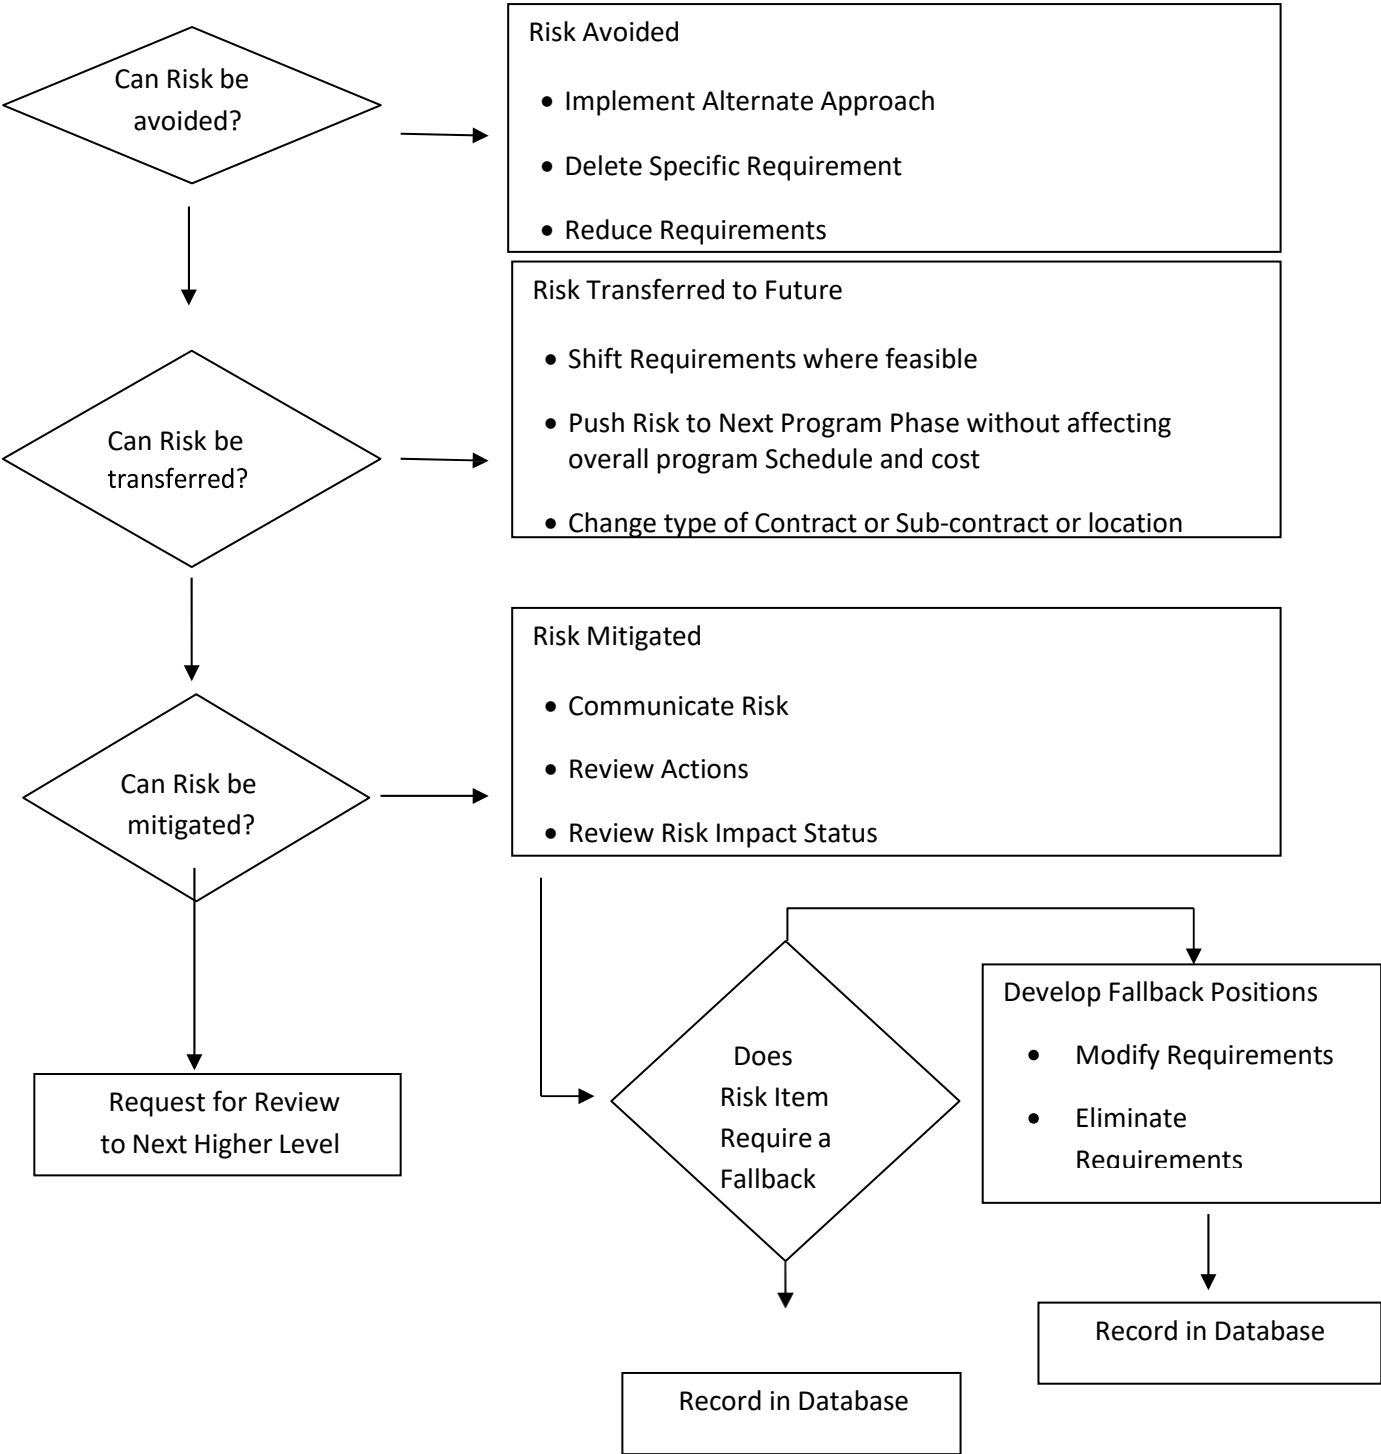 Can Risk be
avoided?
Risk Avoided
• Implement Alternate Approach
• Delete Specific Requirement
• Reduce Requirements
Can Risk be
transferred?
Risk Transferred to Future
• Shift Requirements where feasible
• Push Risk to Next Program Phase without affecting
overall program Schedule and cost
• Change type of Contract or Sub-contract or location
Can Risk be
mitigated?
Risk Mitigated
• Communicate Risk
• Review Actions
• Review Risk Impact Status
Request for Review
to Next Higher Level
Does
Risk Item
Require a
Fallback
Develop Fallback Positions
• Modify Requirements
• Eliminate
Requirements
Record in Database
Record in Database